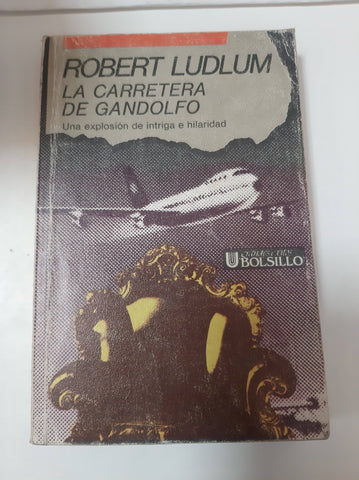 ROBERT LUDLUM
LA CARRETERA
DE GANDOLFO
Una explosión de intriga e hilaridad
BOLSILLO